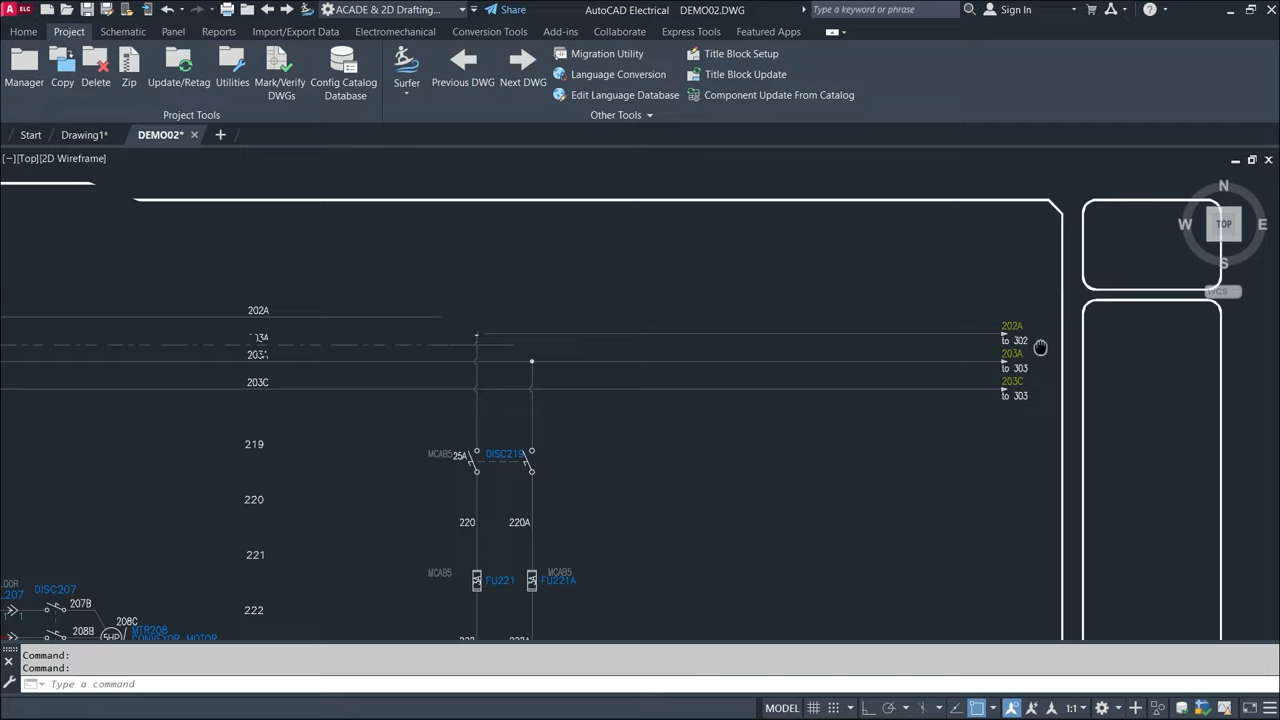 A ELC ACADE & 2D Drafting... Share AutoCAD Electrical DEMO02.DWG Type a keyword or phrase Sign In
Home Project Schematic Panel Reports Import/Export Data Electromechanical Conversion Tools Add-ins Collaborate Express Tools Featured Apps
Manager Copy Delete Zip Update/Retag Utilities Mark/Verify DWGs Config Catalog Database Surfer Previous DWG Next DWG
Migration Utility Title Block Setup
Language Conversion Title Block Update
Edit Language Database Component Update From Catalog
Project Tools Other Tools
Start Drawing1* DEMO02*
[−][Top][2D Wireframe]
N
W TOP E
S
WCS
202A
202A
to 302
203A
203A
to 303
203C
203C
to 303
219
MCAB5 25A DISC219
220 220 220A
221
MCAB5 FU221 MCAB5 FU221A
DISC207
207B
222
208C
208B 5HP MTR208
CONVEYOR MOTOR
Command:
Command:
Type a command
MODEL 1:1